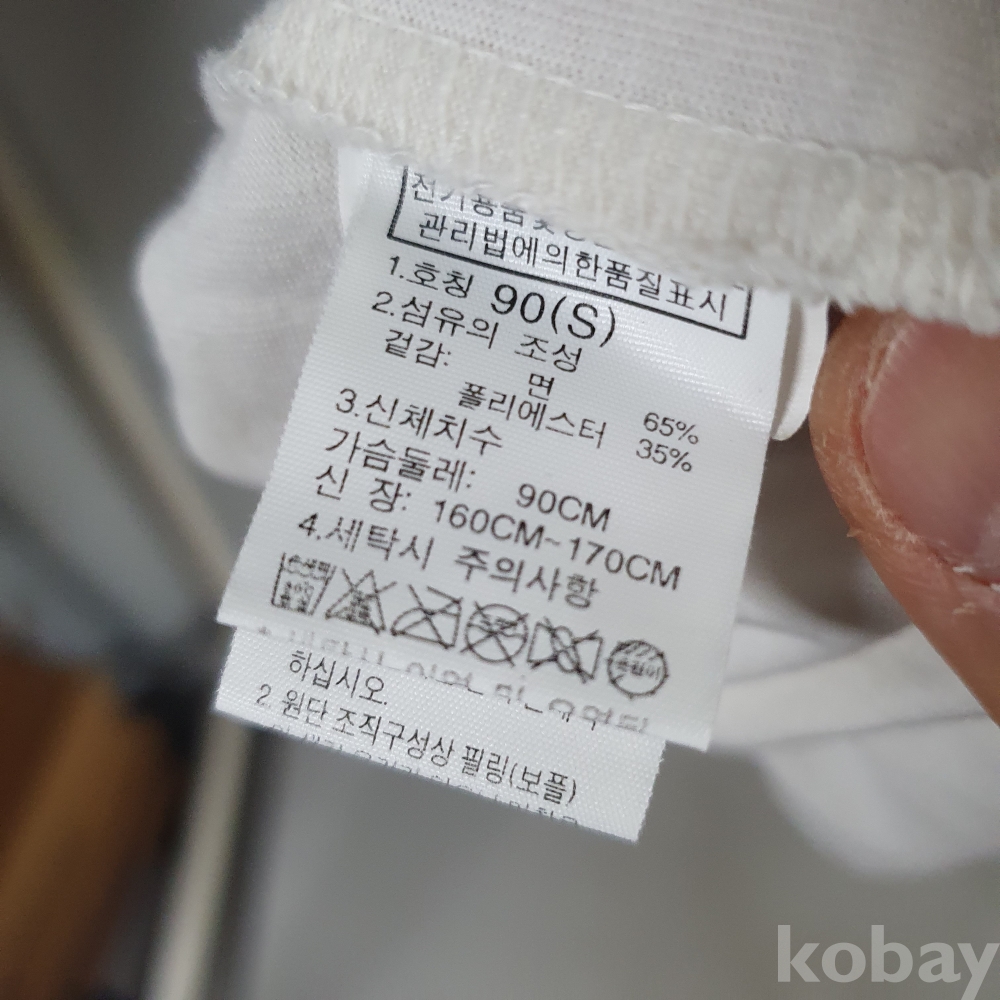 관리법에의한품질표시
1.호칭 90(S)
2.섬유의 조성
겉감: 면 65%
폴리에스터 35%
3.신체치수
가슴둘레: 90CM
신 장: 160CM~170CM
4.세탁시 주의사항
하십시오.
2.원단 조직구성상 필링(보플)
kobay